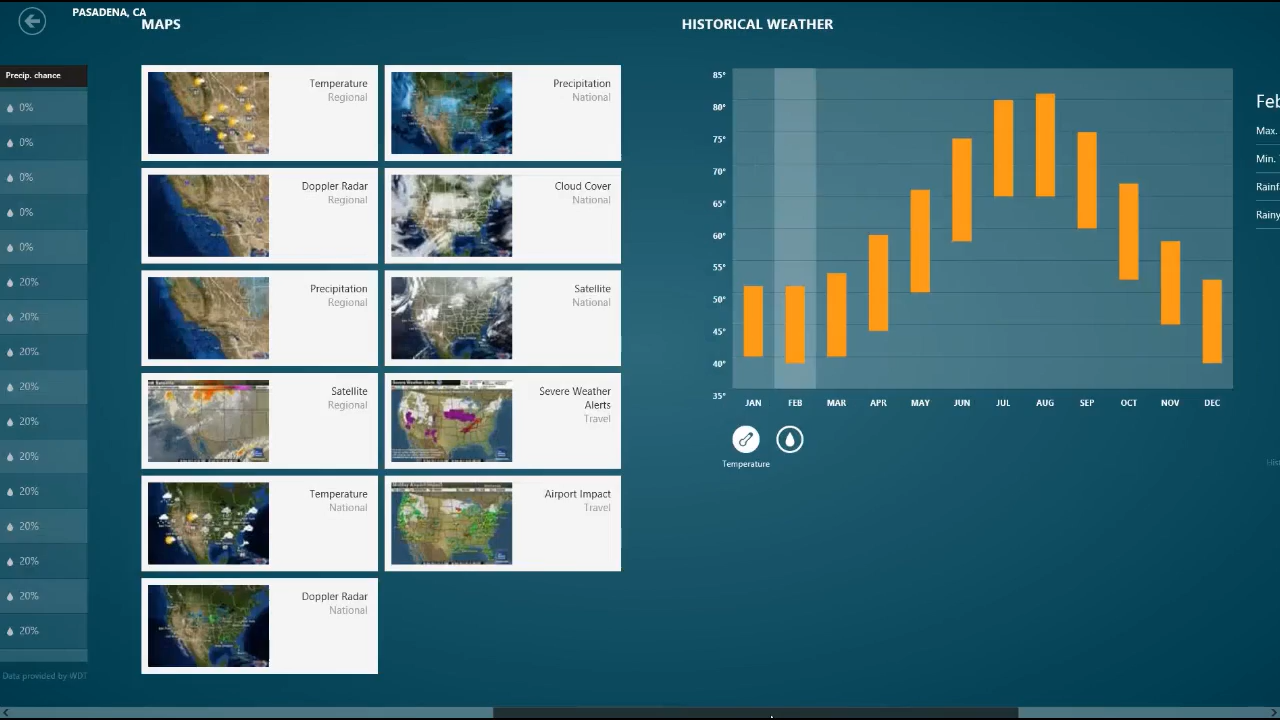 PASADENA, CA
MAPS
HISTORICAL WEATHER
Precip. chance
0%
0%
0%
0%
0%
20%
20%
20%
20%
20%
20%
20%
20%
20%
20%
20%
Data provided by WDT
Temperature
Regional
Precipitation
National
Doppler Radar
Regional
Cloud Cover
National
Precipitation
Regional
Satellite
National
Satellite
Regional
Severe Weather
Alerts
Travel
Temperature
National
Airport Impact
Travel
Doppler Radar
National
85°
80°
75°
70°
65°
60°
55°
50°
45°
40°
35°
JAN FEB MAR APR MAY JUN JUL AUG SEP OCT NOV DEC
Temperature
Feb
Max.
Min.
Rainf
Rainy